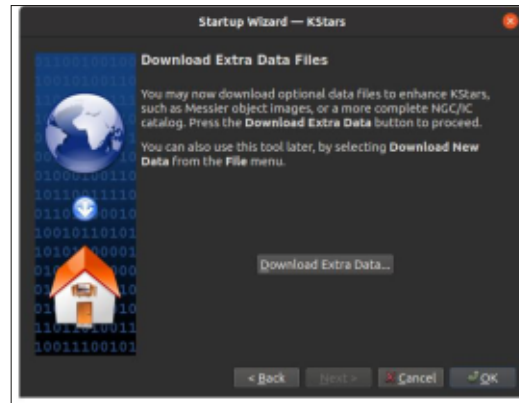 Startup Wizard — KStars
Download Extra Data Files
You may now download optional data files to enhance KStars,
such as Messier object images, or a more complete NGC/IC
catalog. Press the Download Extra Data button to proceed.
You can also use this tool later, by selecting Download New
Data from the File menu.
Download Extra Data...
< Back Next > Cancel OK